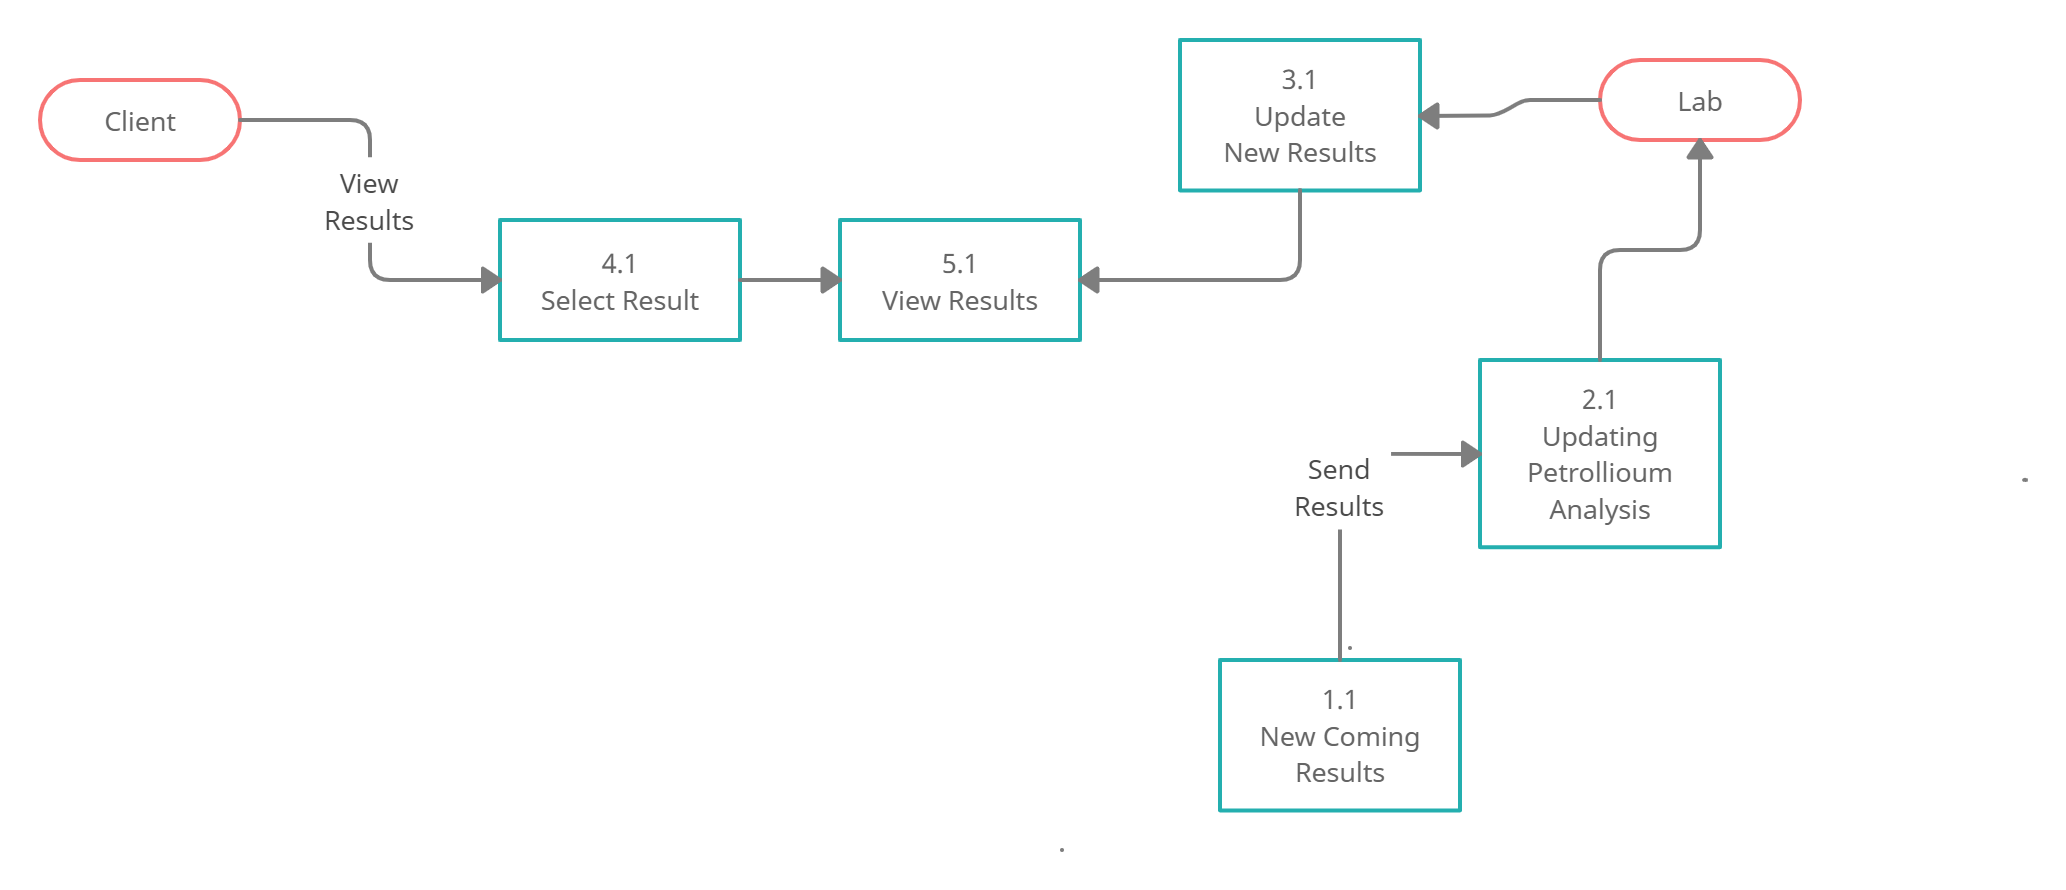 Client
View
Results
4.1
Select Result
5.1
View Results
3.1
Update
New Results
Lab
2.1
Updating
Petrollioum
Analysis
Send
Results
1.1
New Coming
Results